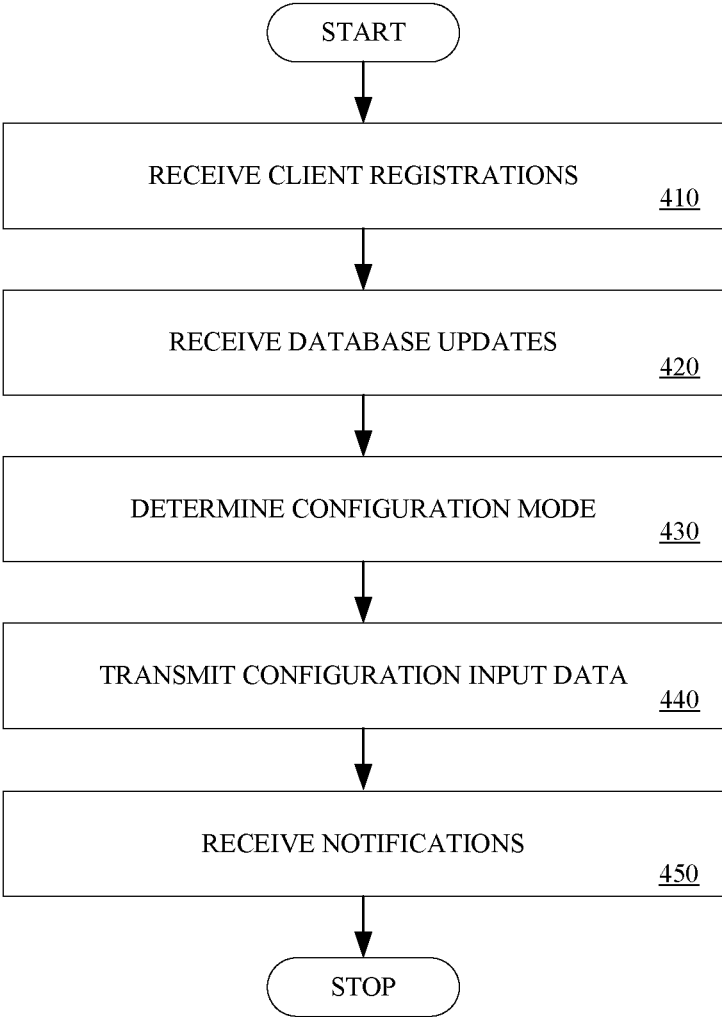 START
RECEIVE CLIENT REGISTRATIONS
410
RECEIVE DATABASE UPDATES
420
DETERMINE CONFIGURATION MODE
430
TRANSMIT CONFIGURATION INPUT DATA
440
RECEIVE NOTIFICATIONS
450
STOP